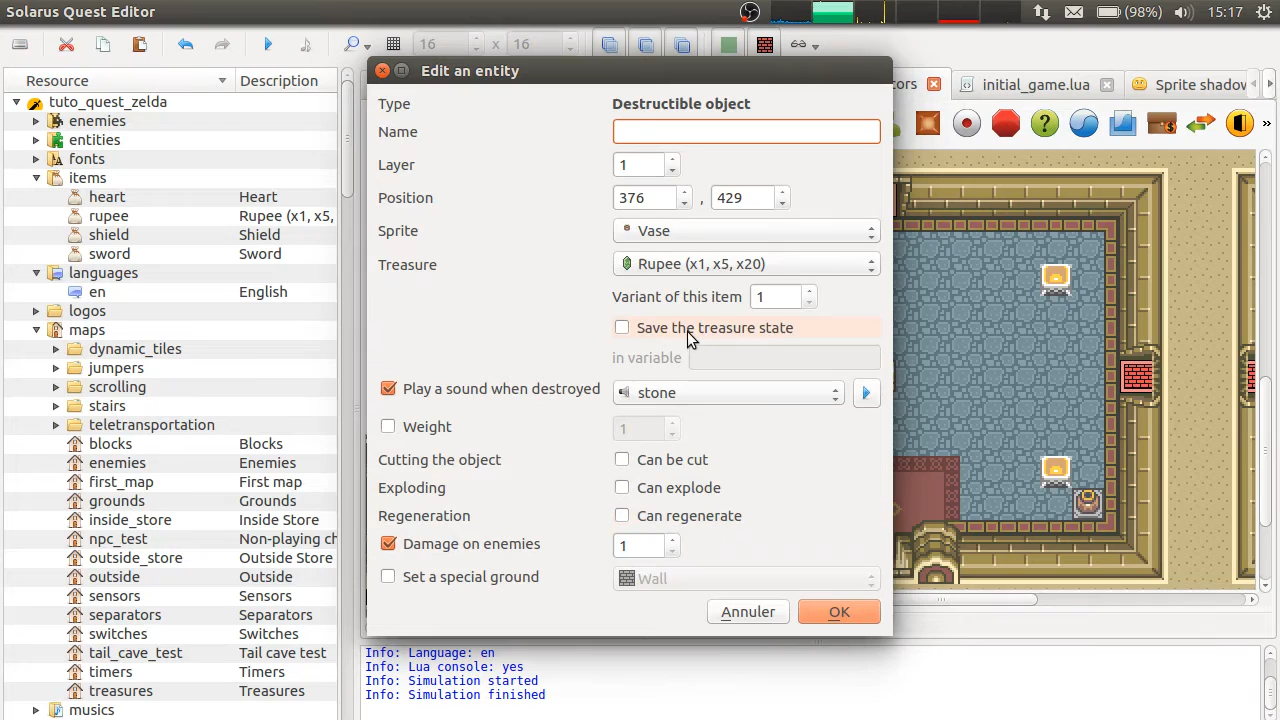 Solarus Quest Editor
(98%)
15:17
16 x 16
Resource
Description
tuto_quest_zelda
enemies
entities
fonts
items
heart Heart
rupee Rupee (x1, x5,
shield Shield
sword Sword
languages
en English
logos
maps
dynamic_tiles
jumpers
scrolling
stairs
teletransportation
blocks Blocks
enemies Enemies
first_map First map
grounds Grounds
inside_store Inside Store
npc_test Non-playing ch
outside_store Outside Store
outside Outside
sensors Sensors
separators Separators
switches Switches
tail_cave_test Tail cave test
timers Timers
treasures Treasures
musics
Edit an entity
Type Destructible object
Name
Layer 1
Position 376 , 429
Sprite Vase
Treasure Rupee (x1, x5, x20)
Variant of this item 1
Save the treasure state
in variable
Play a sound when destroyed stone
Weight 1
Cutting the object Can be cut
Exploding Can explode
Regeneration Can regenerate
Damage on enemies 1
Set a special ground Wall
Annuler OK
ors
initial_game.lua
Sprite shadow
»
Info: Language: en
Info: Lua console: yes
Info: Simulation started
Info: Simulation finished